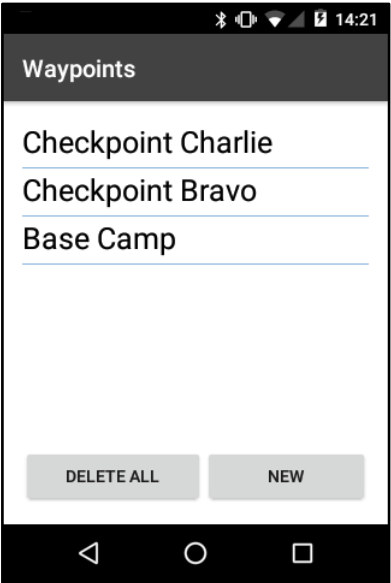 14:21
Waypoints
Checkpoint Charlie
Checkpoint Bravo
Base Camp
DELETE ALL NEW